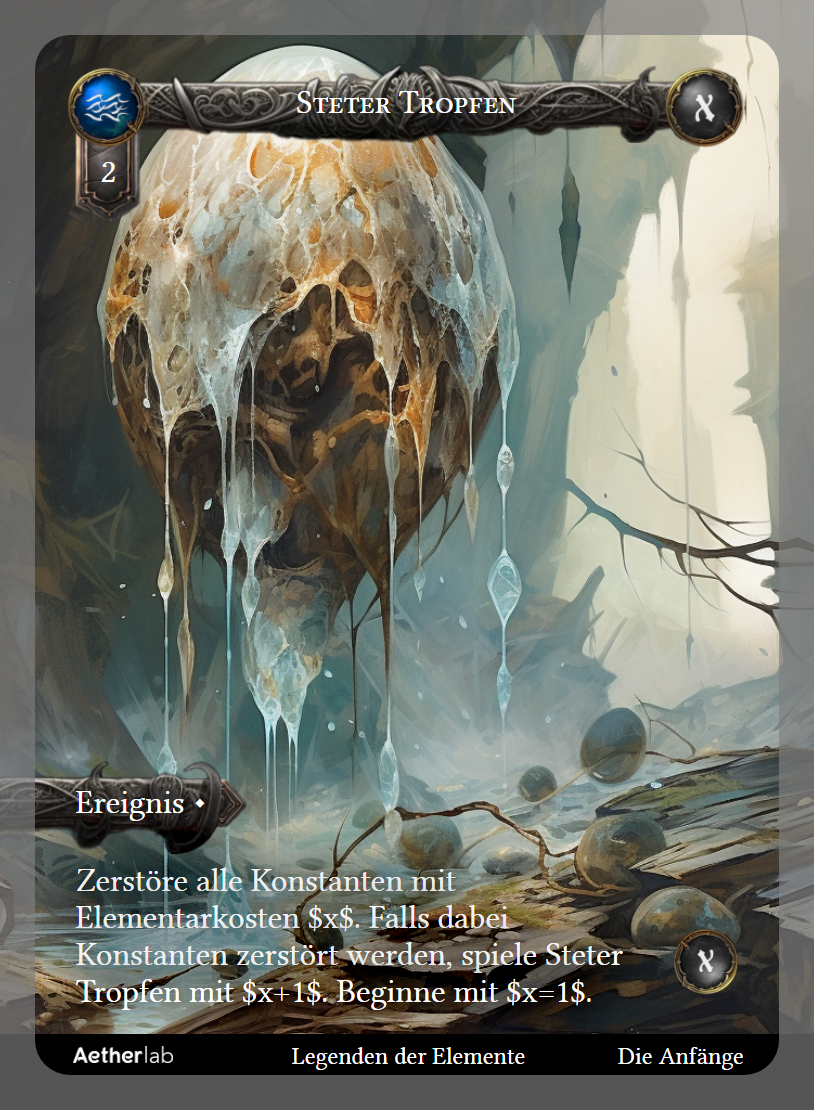 Steter Tropfen
2
Ereignis
Zerstöre alle Konstanten mit
Elementarkosten $x$. Falls dabei
Konstanten zerstört werden, spiele Steter
Tropfen mit $x+1$. Beginne mit $x=1$.
Aetherlab Legenden der Elemente Die Anfänge